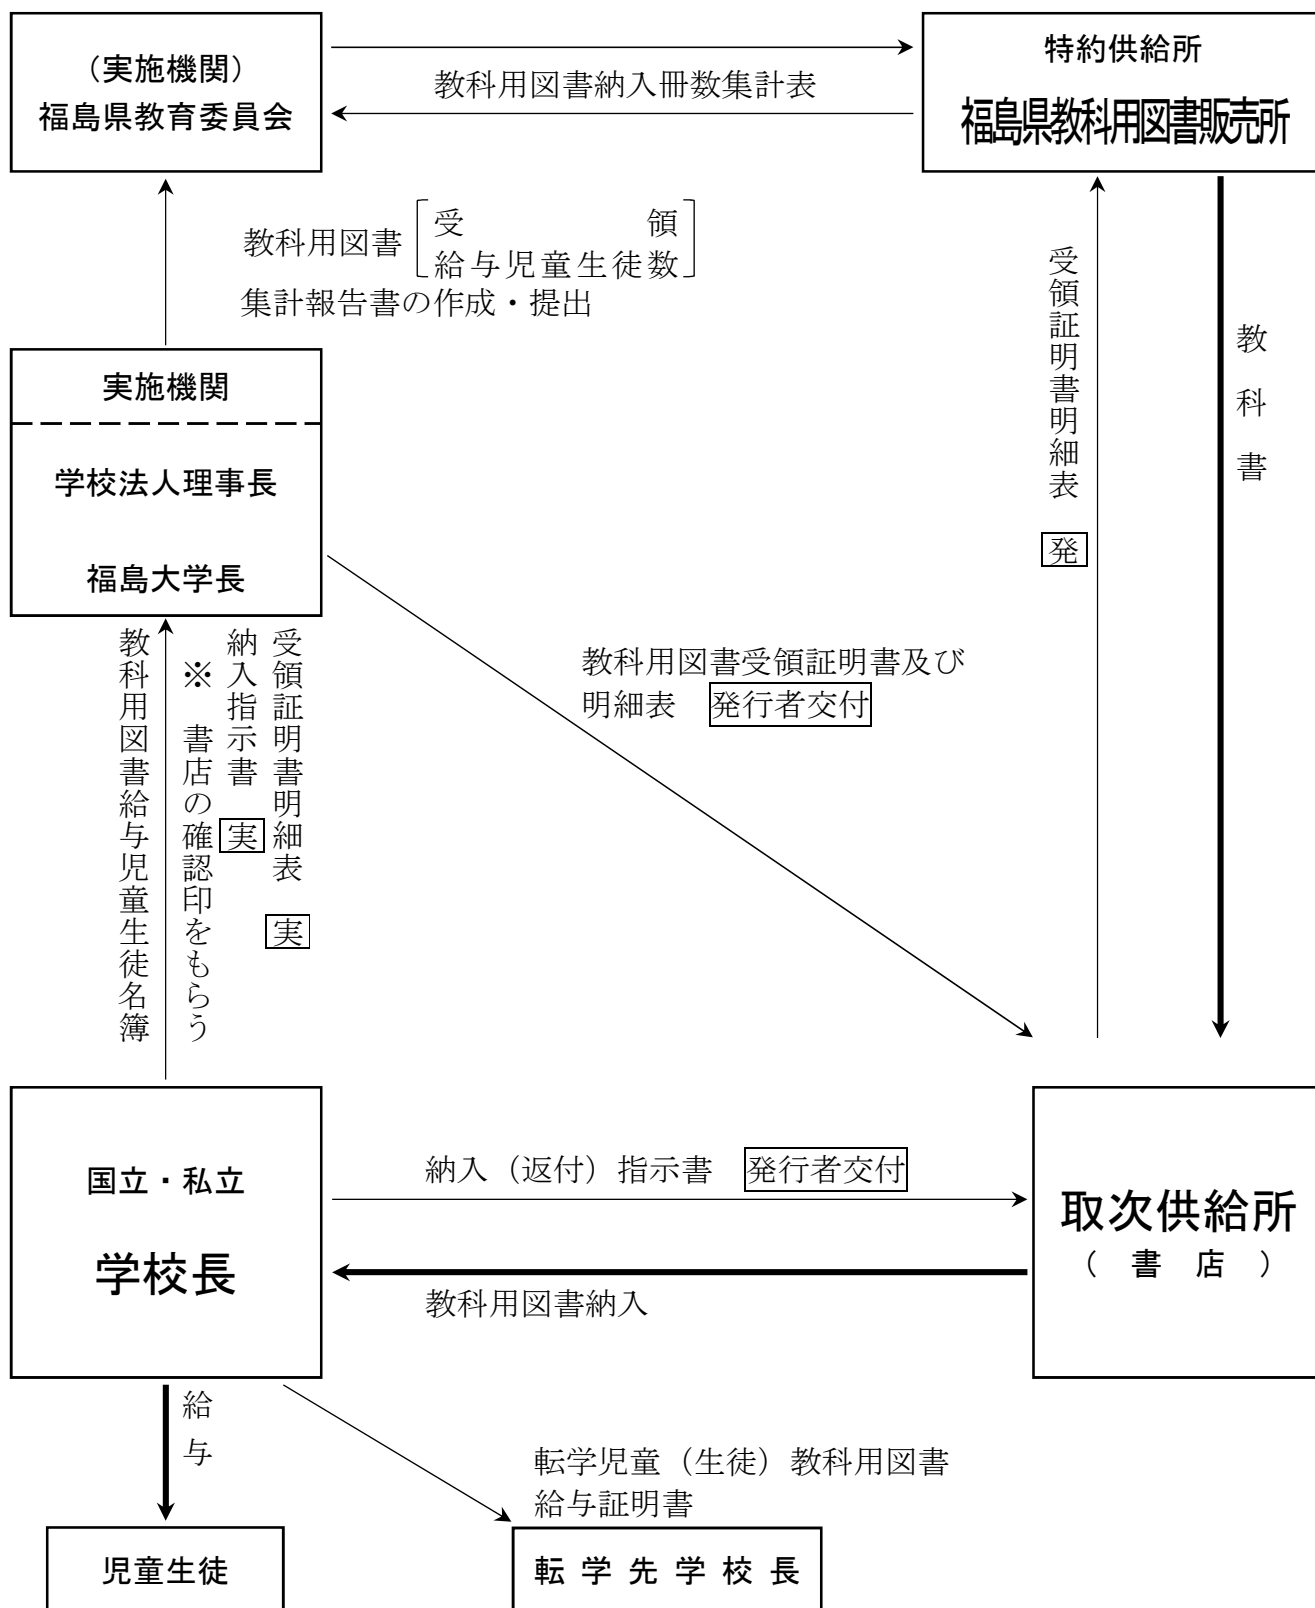 （実施機関）
福島県教育委員会
教科用図書納入冊数集計表
特約供給所
福島県教科用図書販売所
教科用図書
受　領
給与児童生徒数
集計報告書の作成・提出
受領証明書明細表　発
教科書
実施機関
学校法人理事長
福島大学長
教科用図書受領証明書及び
明細表　発行者交付
受領証明書明細表　実
納入指示書　実
※　書店の確認印をもらう
教科用図書給与児童生徒名簿
国立・私立
学校長
納入（返付）指示書　発行者交付
教科用図書納入
取次供給所
（　書　店　）
給与
転学児童（生徒）教科用図書
給与証明書
児童生徒
転 学 先 学 校 長